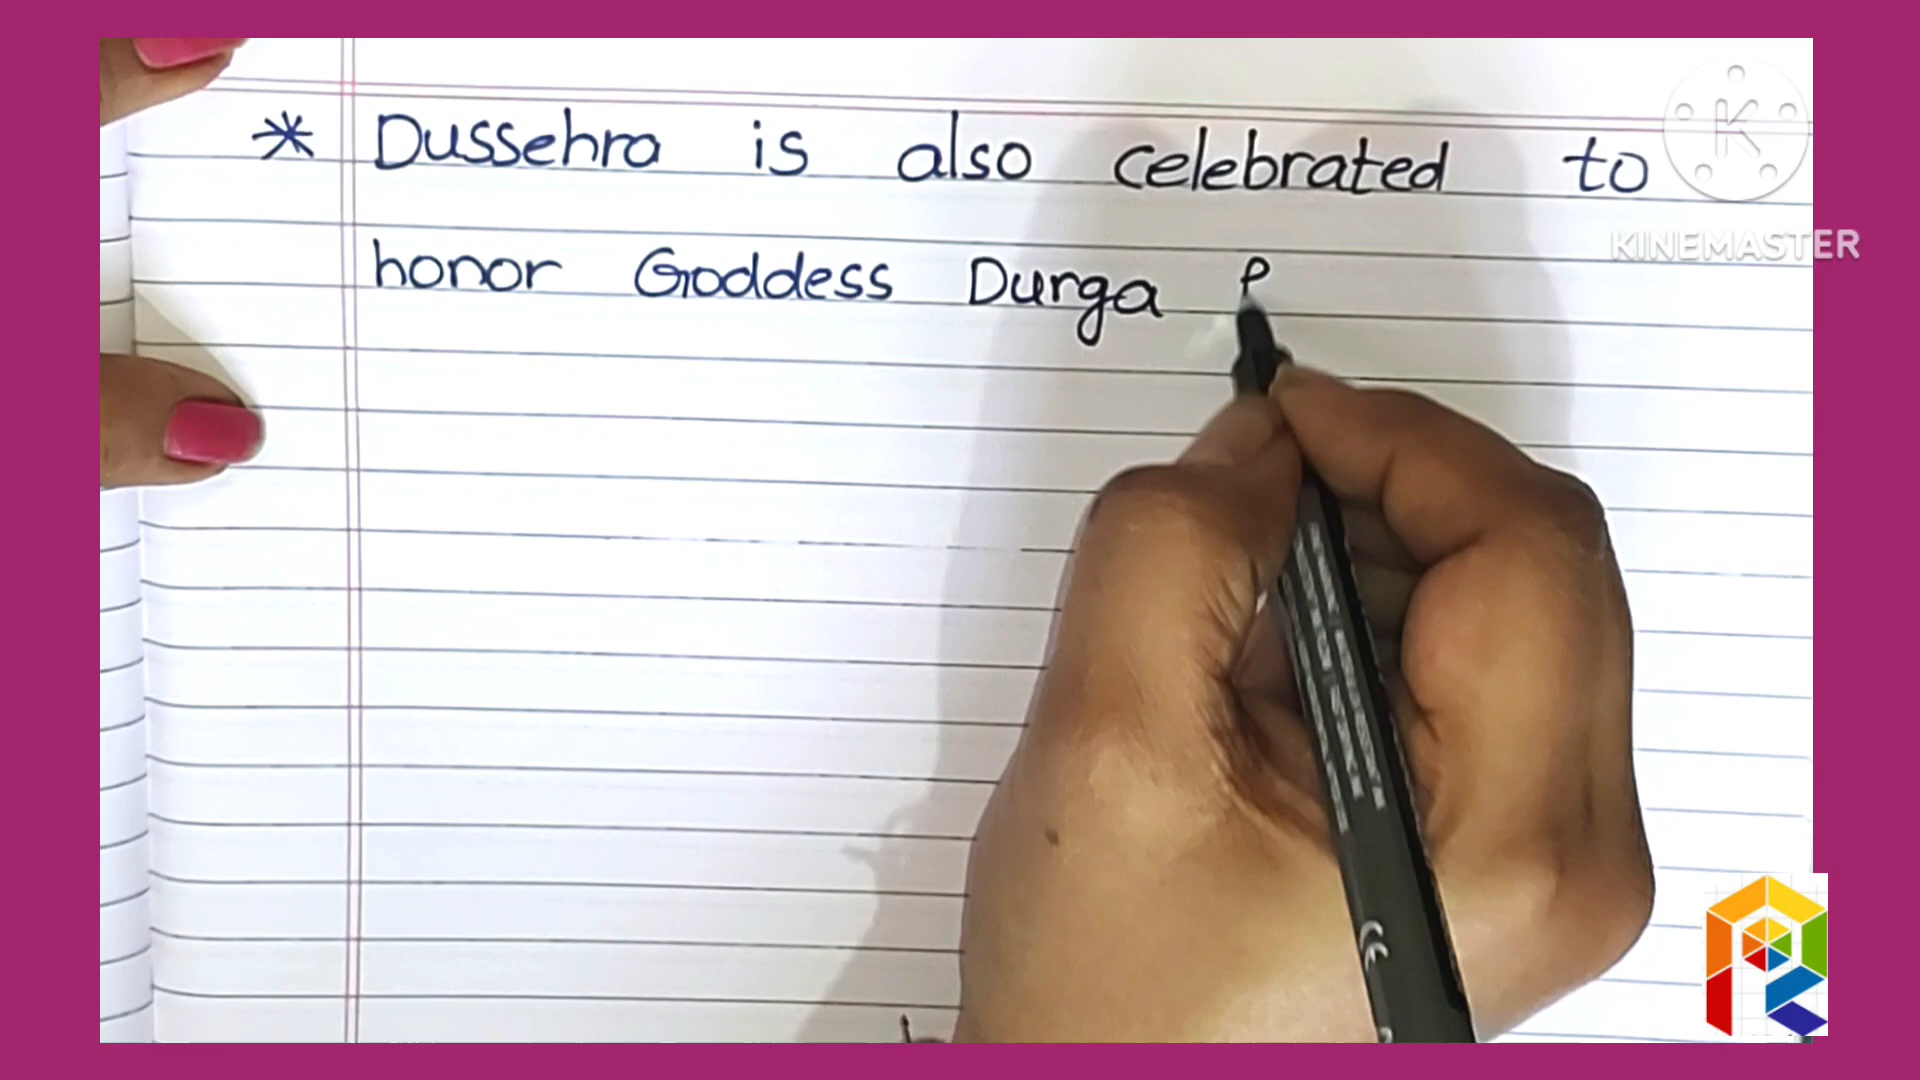 * Dussehra is also celebrated to
honor Goddess Durga P
KINEMASTER